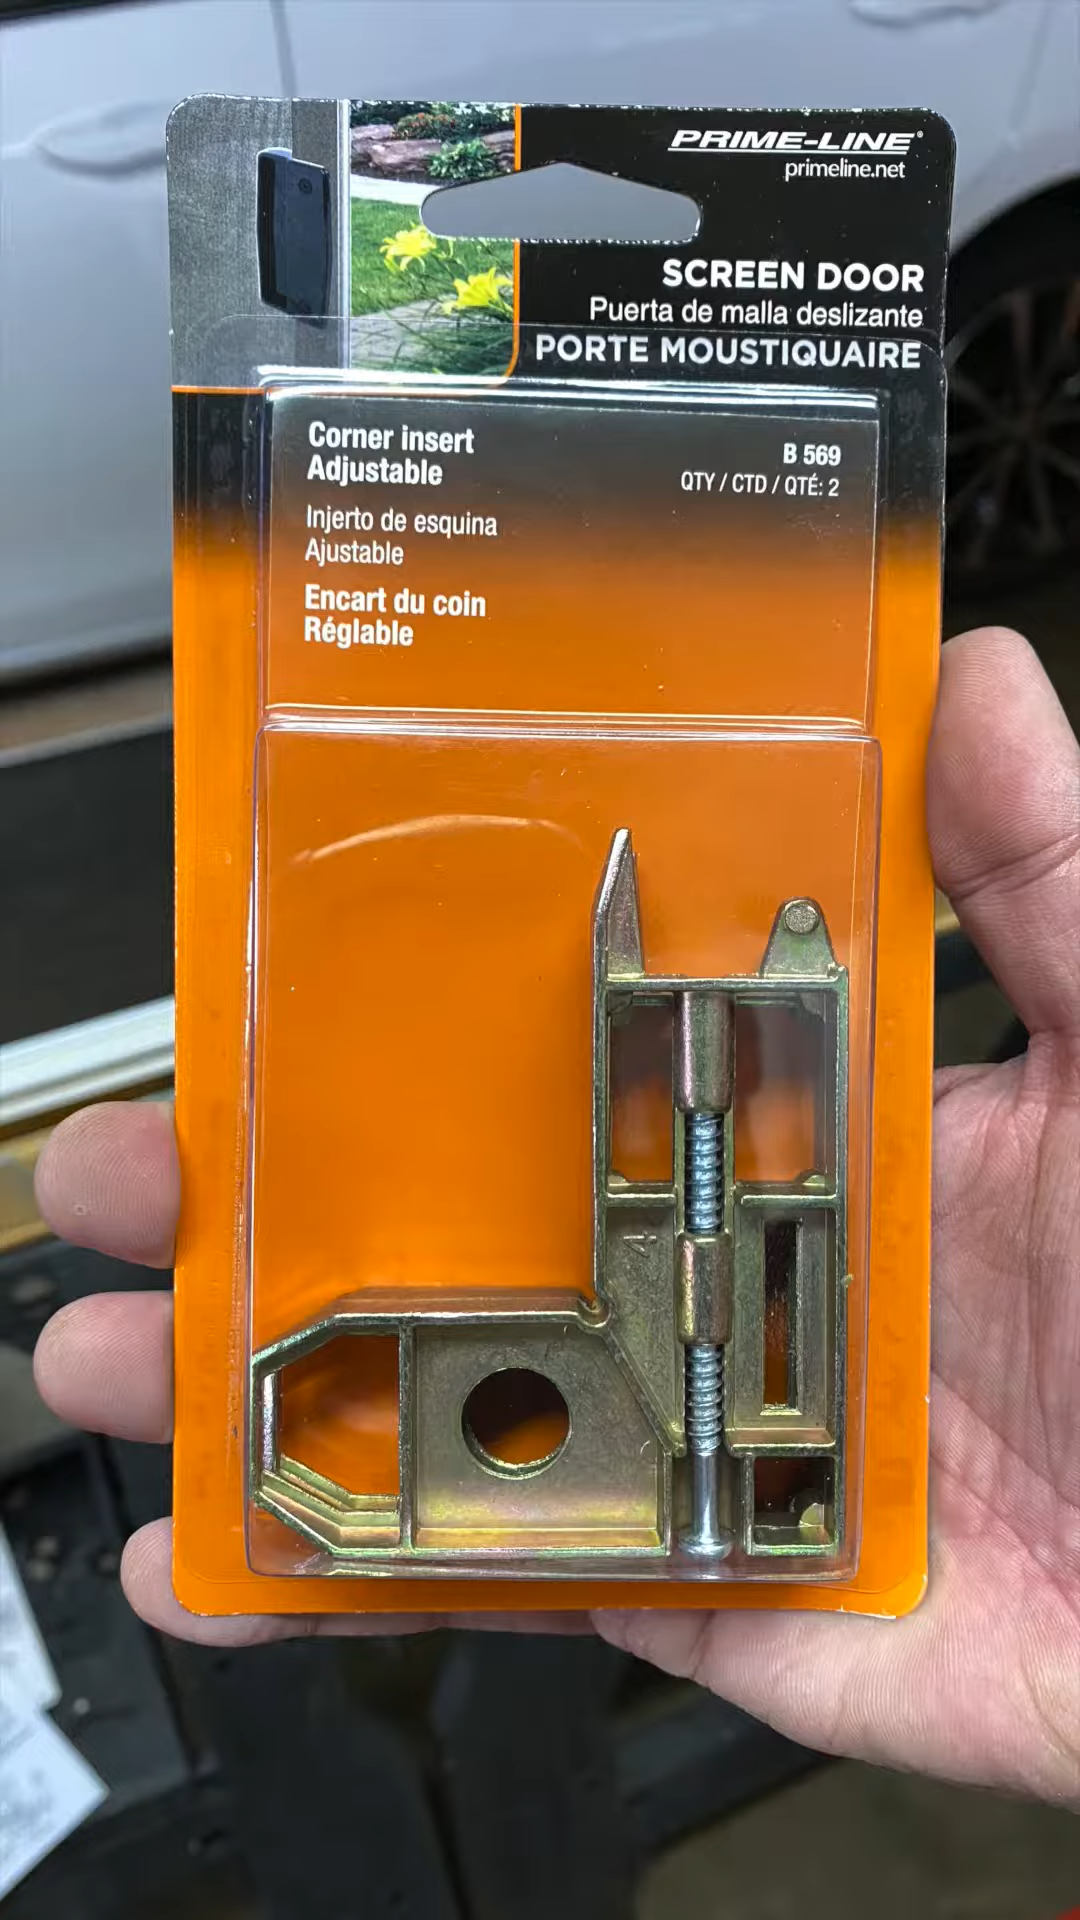 PRIME-LINE®
primeline.net
SCREEN DOOR
Puerta de malla deslizante
PORTE MOUSTIQUAIRE
Corner insert
Adjustable
B 569
QTY / CTD / QTÉ: 2
Injerto de esquina
Ajustable
Encart du coin
Réglable
4